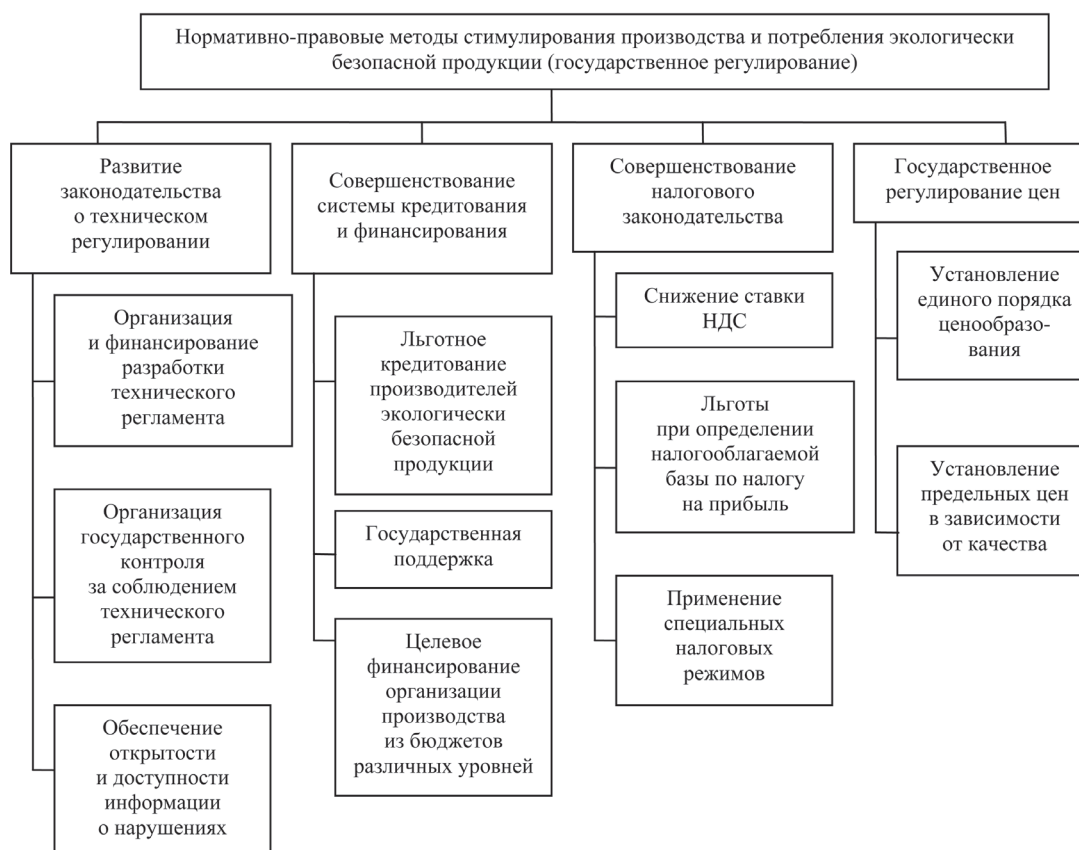 Нормативно-правовые методы стимулирования производства и потребления экологически
безопасной продукции (государственное регулирование)
Развитие
законодательства
о техническом
регулировании
Организация
и финансирование
разработки
технического
регламента
Организация
государственного
контроля
за соблюдением
технического
регламента
Обеспечение
открытости
и доступности
информации
о нарушениях
Совершенствование
системы кредитования
и финансирования
Льготное
кредитование
производителей
экологически
безопасной
продукции
Государственная
поддержка
Целевое
финансирование
организации
производства
из бюджетов
различных уровней
Совершенствование
налогового
законодательства
Снижение ставки
НДС
Льготы
при определении
налогооблагаемой
базы по налогу
на прибыль
Применение
специальных
налоговых
режимов
Государственное
регулирование цен
Установление
единого порядка
ценообразо-
вания
Установление
предельных цен
в зависимости
от качества